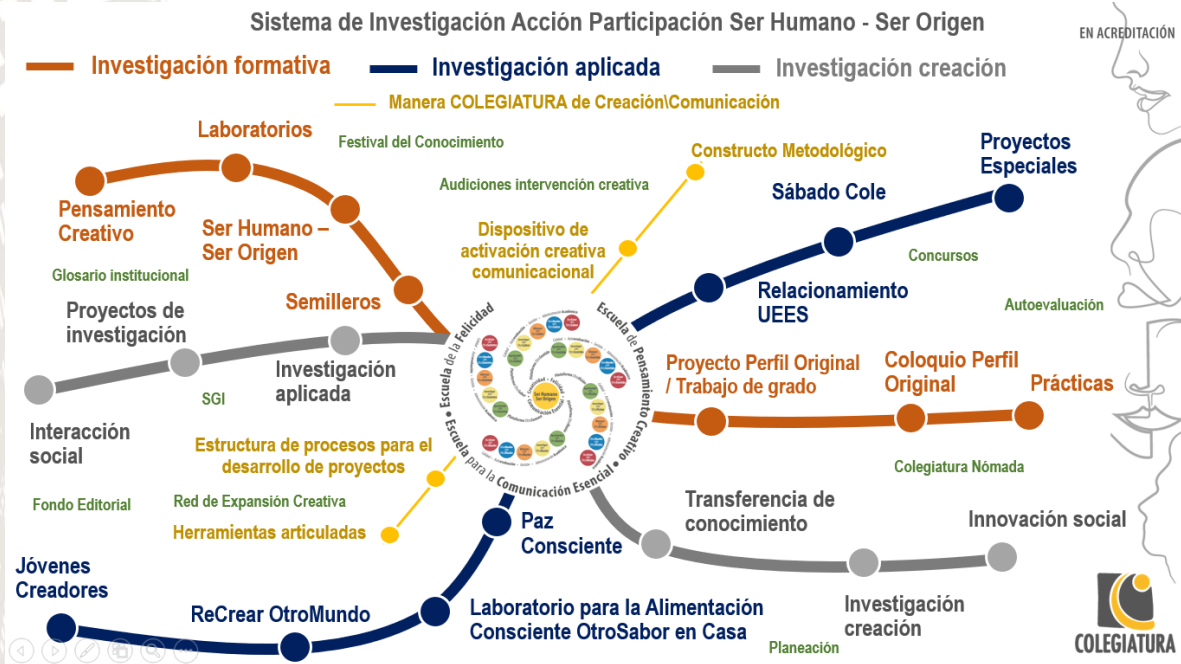 Sistema de Investigación Acción Participación Ser Humano - Ser Origen
EN ACREDITACIÓN
Investigación formativa
Investigación aplicada
Investigación creación
Manera COLEGIATURA de Creación\Comunicación
Laboratorios
Festival del Conocimiento
Constructo Metodológico
Proyectos
Especiales
Audiciones intervención creativa
Sábado Cole
Pensamiento
Creativo
Ser Humano –
Ser Origen
Dispositivo de
activación creativa
comunicacional
Concursos
Glosario institucional
Semilleros
Relacionamiento
UEES
Autoevaluación
Proyectos de
investigación
Escuela de la Felicidad
Escuela de Pensamiento Creativo
Escuela para la Comunicación Esencial
Ser Humano
Ser Origen
Investigación
aplicada
Proyecto Perfil Original
/ Trabajo de grado
Coloquio Perfil
Original
Prácticas
SGI
Interacción
social
Estructura de procesos para el
desarrollo de proyectos
Colegiatura Nómada
Fondo Editorial
Red de Expansión Creativa
Herramientas articuladas
Transferencia de
conocimiento
Innovación social
Paz
Consciente
Jóvenes
Creadores
ReCrear OtroMundo
Laboratorio para la Alimentación
Consciente OtroSabor en Casa
Investigación
creación
Planeación
COLEGIATURA